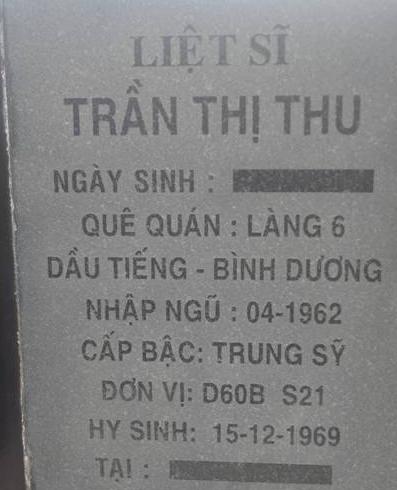 LIỆT SĨ
TRẦN THỊ THU
NGÀY SINH :
QUÊ QUÁN : LÀNG 6
DẦU TIẾNG - BÌNH DƯƠNG
NHẬP NGŨ : 04-1962
CẤP BẬC: TRUNG SỸ
ĐƠN VỊ: D60B S21
HY SINH: 15-12-1969
TẠI :